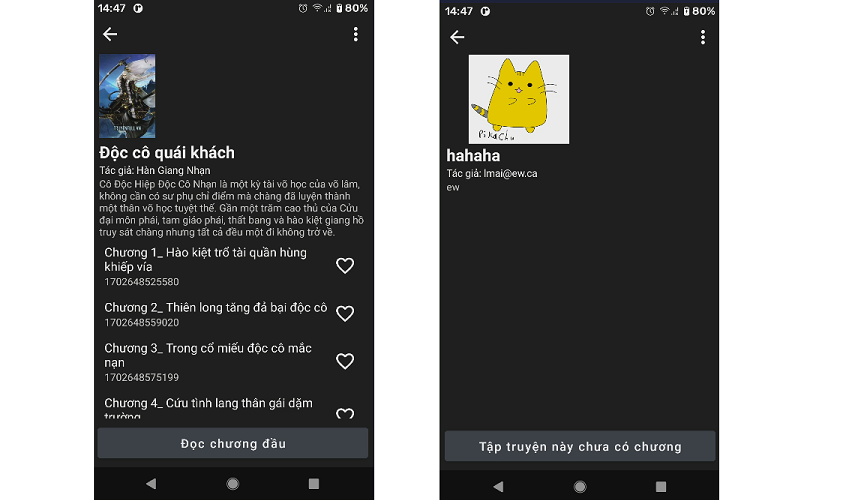 14:47
80%
Độc cô quái khách
Tác giả: Hàn Giang Nhạn
Cô Độc Hiệp Độc Cô Nhạn là một kỳ tài võ học của võ lâm,
không cần có sư phụ chỉ điểm mà chàng đã luyện thành
một thân võ học tuyệt thế. Gần một trăm cao thủ của Cửu
đại môn phái, tam giáo phái, thất bang và hào kiệt giang hồ
truy sát chàng nhưng tất cả đều một đi không trở về.
Chương 1_ Hào kiệt trổ tài quần hùng
khiếp vía
1702648525580
Chương 2_ Thiên long tăng đả bại độc cô
1702648559020
Chương 3_ Trong cổ miếu độc cô mắc
nạn
1702648575199
Chương 4_ Cứu tình lang thân gái dặm
trường
Đọc chương đầu
14:47
80%
PikaChu
hahaha
Tác giả: lmai@ew.ca
ew
Tập truyện này chưa có chương